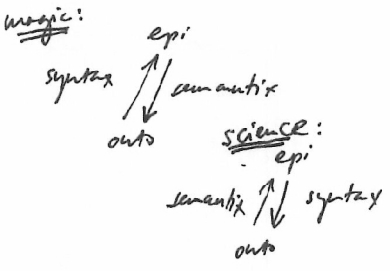 magic:
epi
syntax semantix
onto
science:
epi
semantix syntax
onto